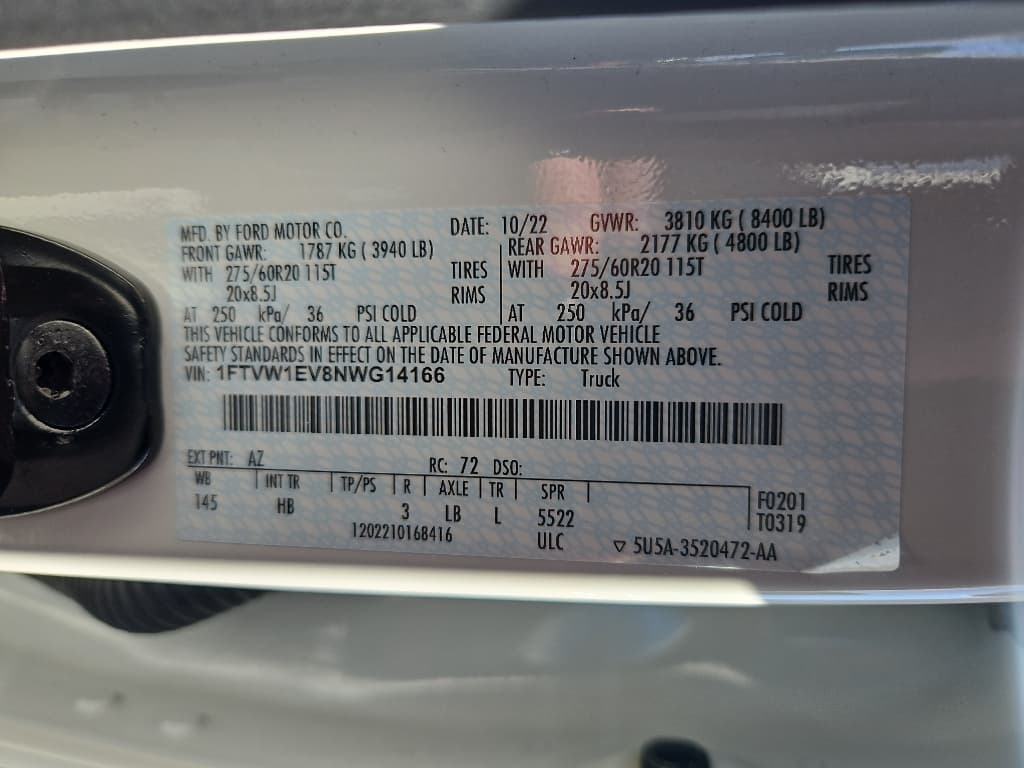 MFD. BY FORD MOTOR CO. DATE: 10/22 GVWR: 3810 KG ( 8400 LB)
FRONT GAWR: 1787 KG ( 3940 LB) REAR GAWR: 2177 KG ( 4800 LB)
WITH 275/60R20 115T TIRES WITH 275/60R20 115T TIRES
20x8.5J RIMS 20x8.5J RIMS
AT 250 kPa/ 36 PSI COLD AT 250 kPa/ 36 PSI COLD
THIS VEHICLE CONFORMS TO ALL APPLICABLE FEDERAL MOTOR VEHICLE
SAFETY STANDARDS IN EFFECT ON THE DATE OF MANUFACTURE SHOWN ABOVE.
VIN: 1FTVW1EV8NWG14166 TYPE: Truck
EXT PNT: AZ RC: 72 DSO:
WB INT TR TP/PS R AXLE TR SPR F0201
145 HB 3 LB L 5522 T0319
1202210168416 ULC ▽ 5U5A-3520472-AA